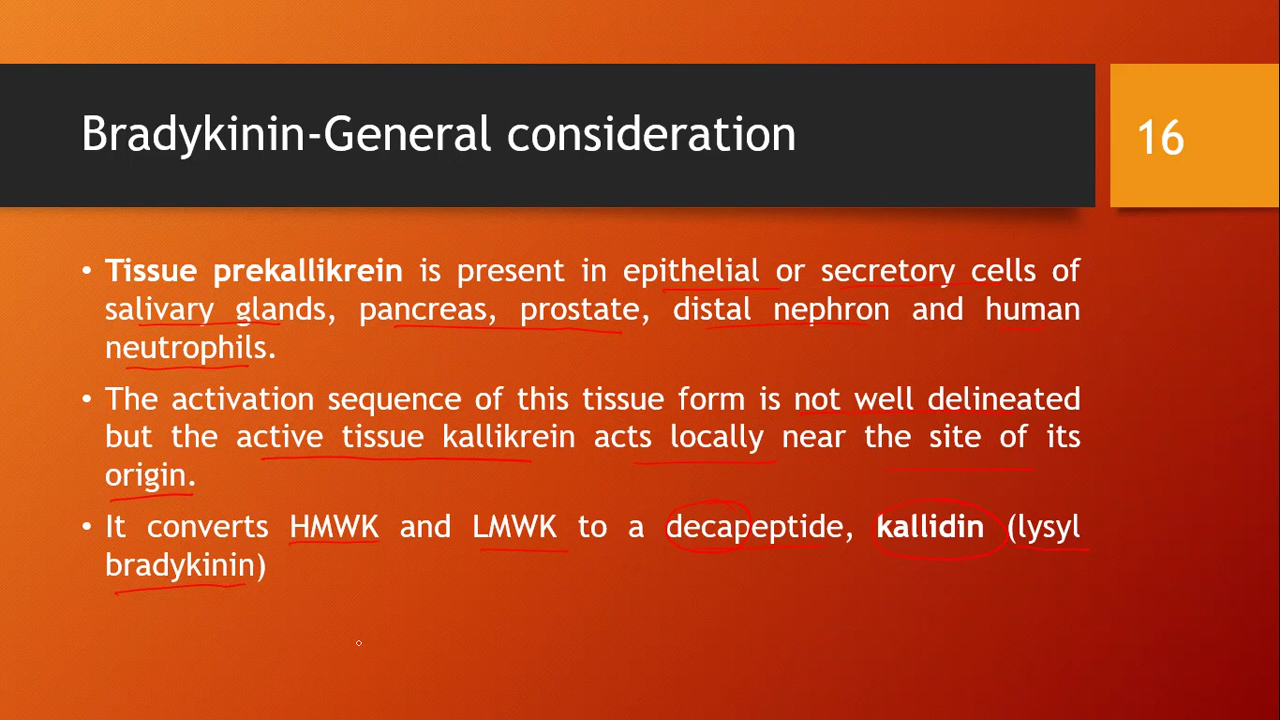 Bradykinin-General consideration
16
• Tissue prekallikrein is present in epithelial or secretory cells of
salivary glands, pancreas, prostate, distal nephron and human
neutrophils.
• The activation sequence of this tissue form is not well delineated
but the active tissue kallikrein acts locally near the site of its
origin.
• It converts HMWK and LMWK to a decapeptide, kallidin (lysyl
bradykinin)